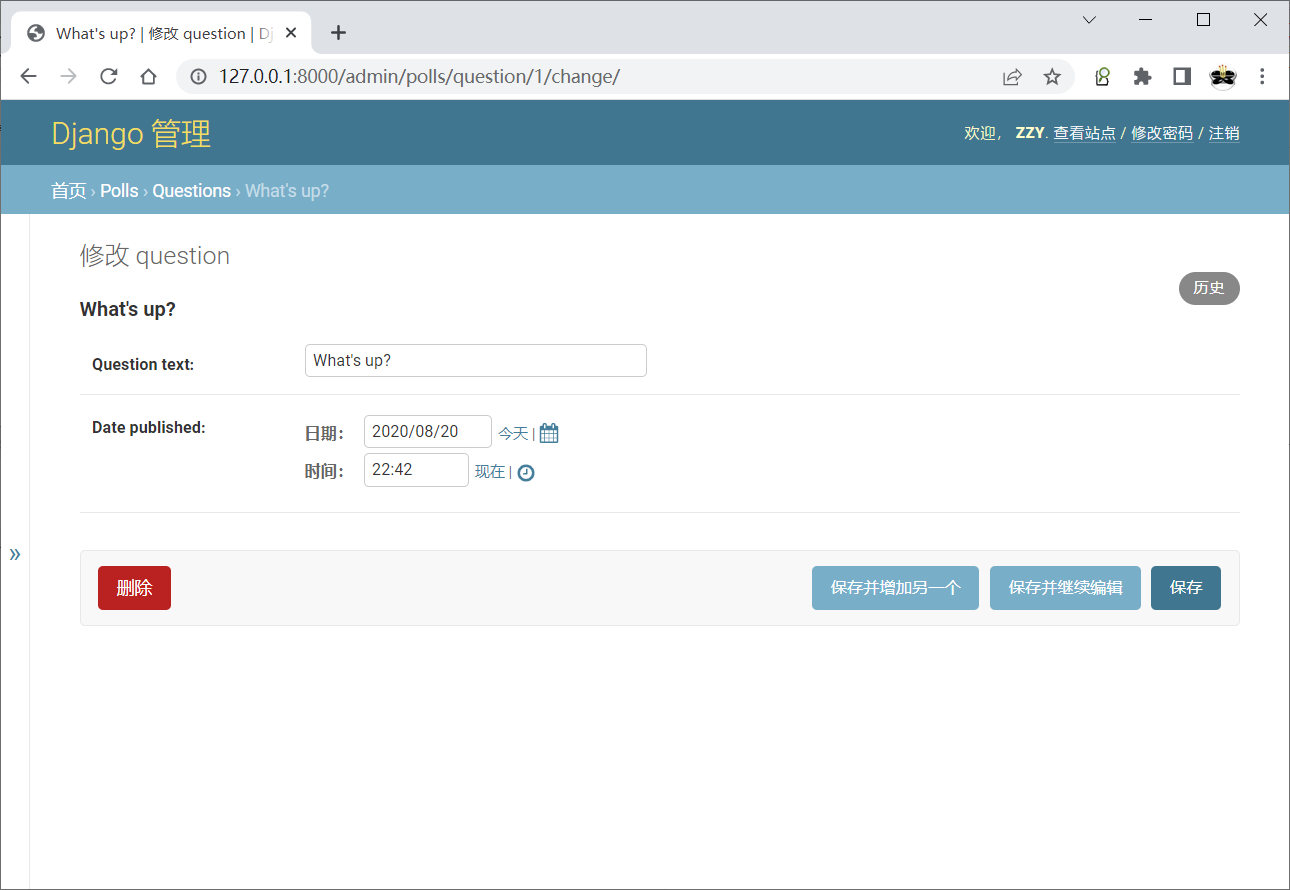 What's up? | 修改 question | Dj
127.0.0.1:8000/admin/polls/question/1/change/
Django 管理
欢迎， ZZY. 查看站点 / 修改密码 / 注销
首页 › Polls › Questions › What's up?
修改 question
历史
What's up?
Question text: What's up?
Date published: 日期： 2020/08/20 今天 |
时间： 22:42 现在 |
»
删除 保存并增加另一个 保存并继续编辑 保存